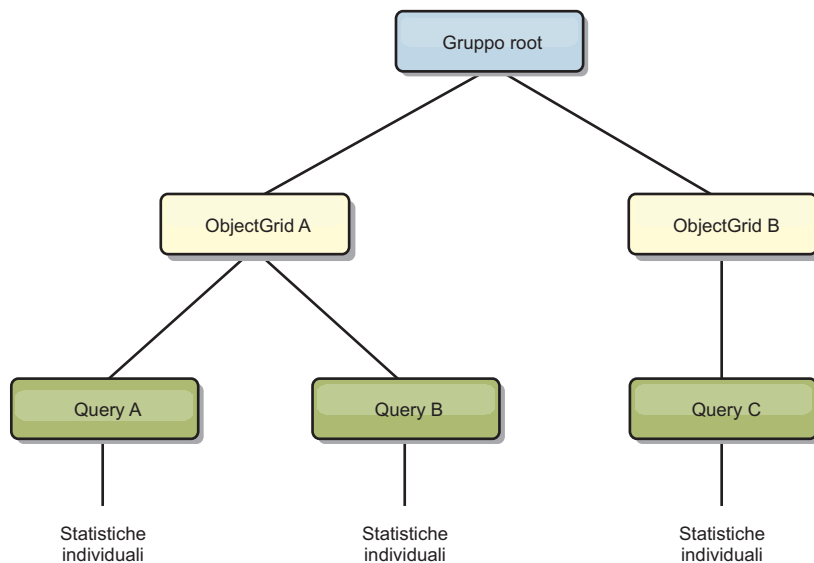 Gruppo root
ObjectGrid A
ObjectGrid B
Query A
Query B
Query C
Statistiche
individuali
Statistiche
individuali
Statistiche
individuali